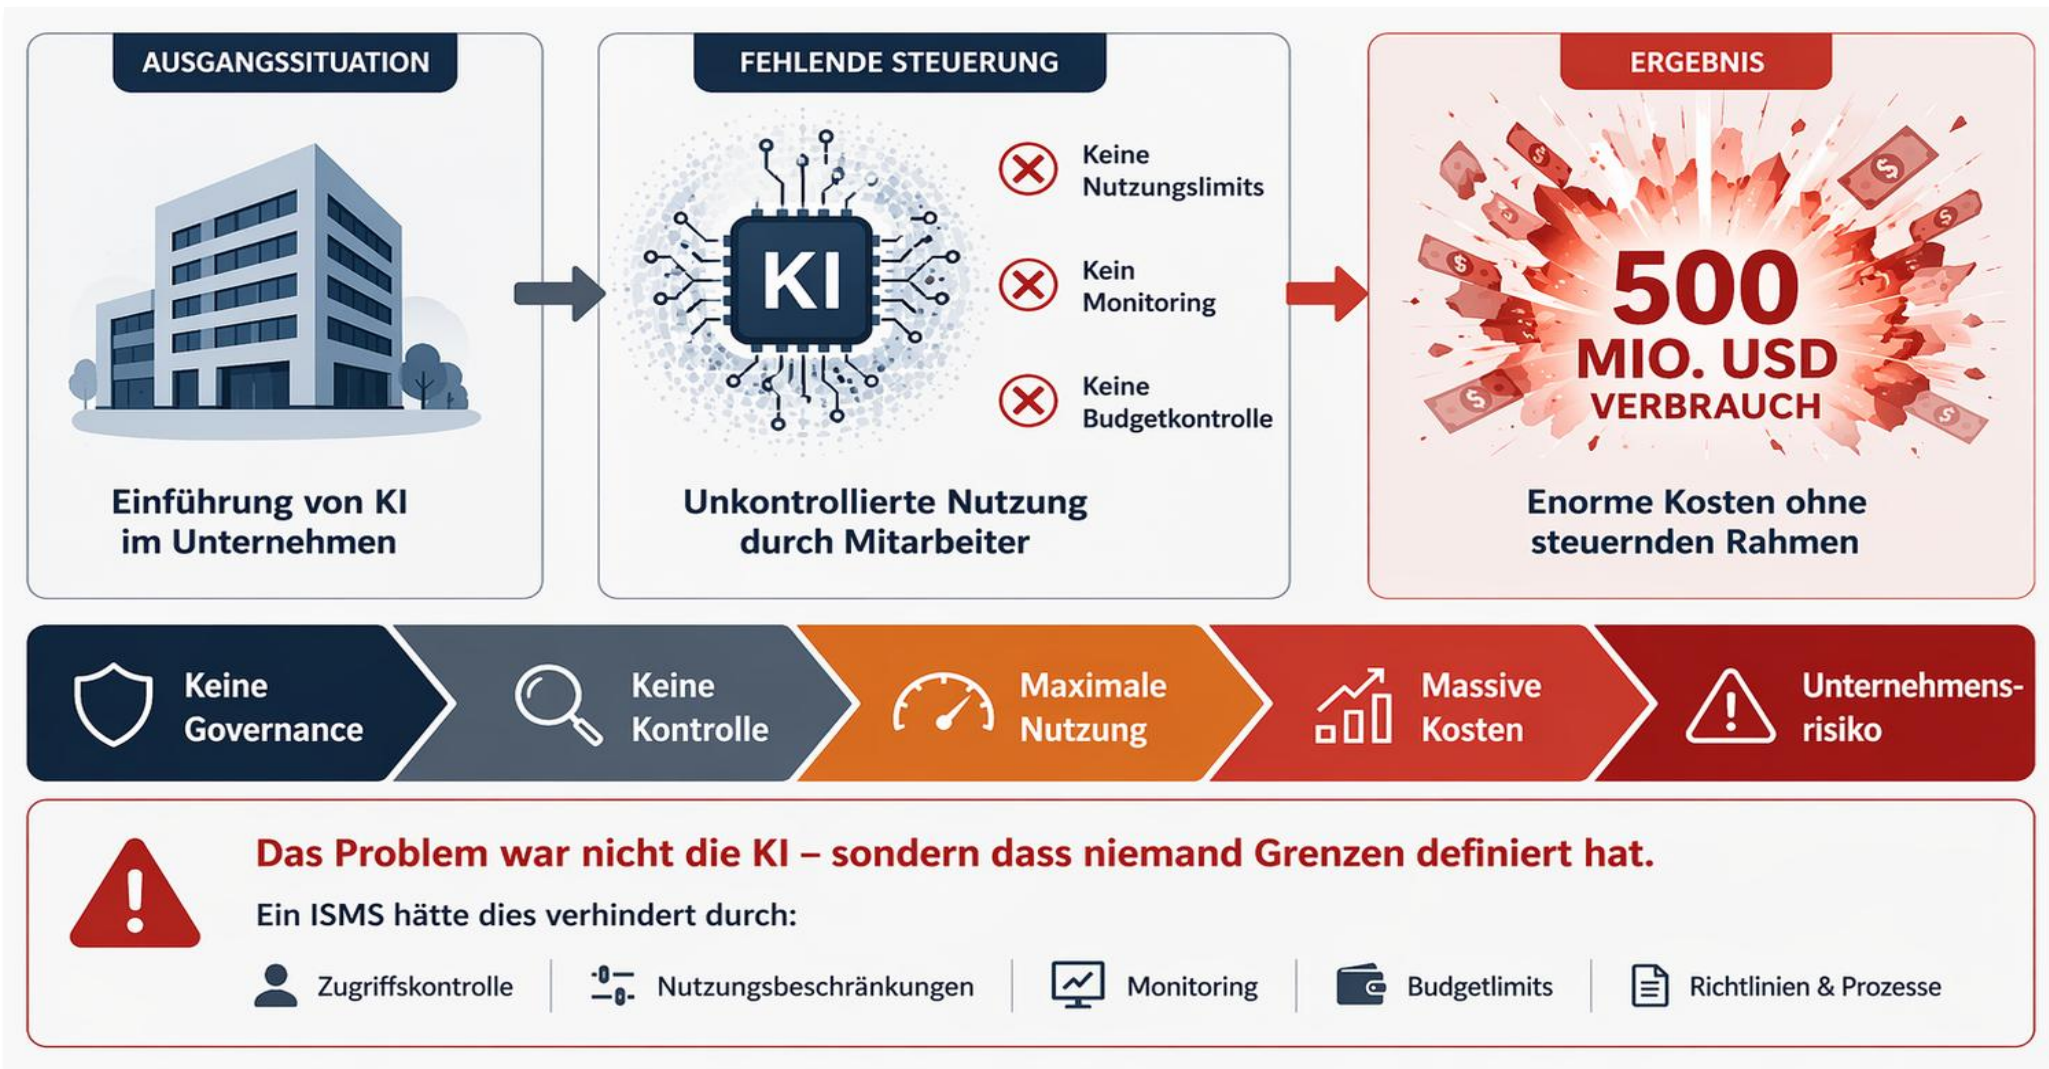 AUSGANGSSITUATION
Einführung von KI
im Unternehmen
FEHLENDE STEUERUNG
KI
Keine
Nutzungslimits
Kein
Monitoring
Keine
Budgetkontrolle
Unkontrollierte Nutzung
durch Mitarbeiter
ERGEBNIS
$
$
$
$
$
$
$
500
MIO. USD
VERBRAUCH
Enorme Kosten ohne
steuernden Rahmen
Keine
Governance
Keine
Kontrolle
Maximale
Nutzung
Massive
Kosten
Unternehmens-
risiko
Das Problem war nicht die KI – sondern dass niemand Grenzen definiert hat.
Ein ISMS hätte dies verhindert durch:
Zugriffskontrolle
Nutzungsbeschränkungen
Monitoring
Budgetlimits
Richtlinien & Prozesse